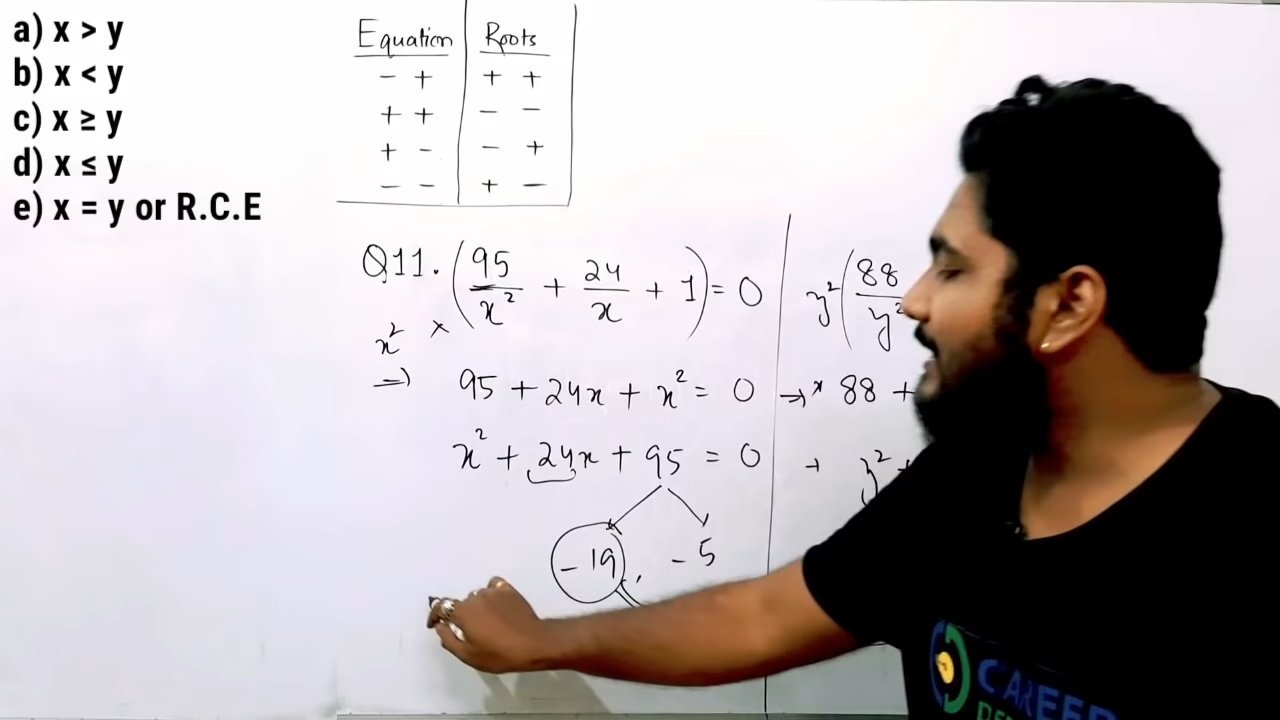 a) x > y
b) x < y
c) x ≥ y
d) x ≤ y
e) x = y or R.C.E
Equation Roots
- + + +
+ + - -
+ - - +
- - + -
Q11. x² × (95/x² + 24/x + 1) = 0
⇒ 95 + 24x + x² = 0
x² + 24x + 95 = 0
-19, -5
y² (88/y²
→ * 88 +
y² +
CAREER